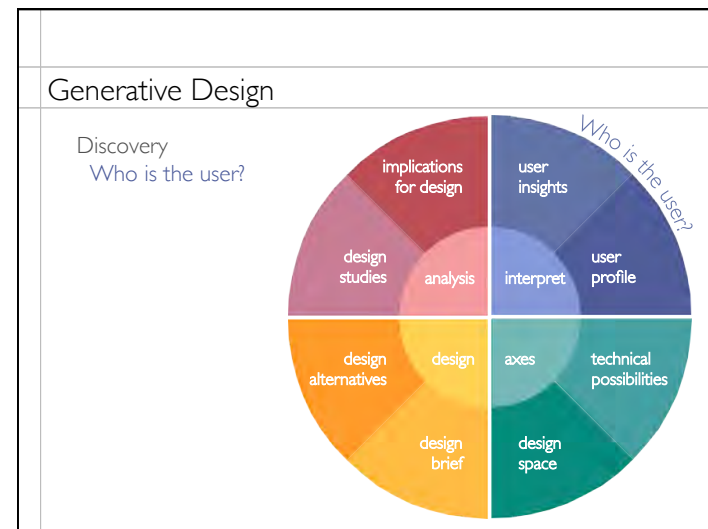 Generative Design
Discovery
Who is the user?
Who is the user?
implications
for design
user
insights
design
studies
analysis
interpret
user
profile
design
alternatives
design
axes
technical
possibilities
design
brief
design
space